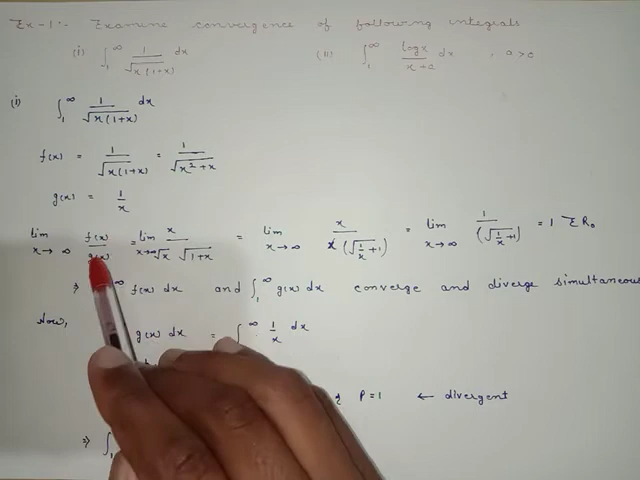 Ex-1:- Examine convergence of following integrals
(i) ∫₁^∞ 1/√(x(1+x)) dx (ii) ∫₁^∞ logx/(x+a) dx , a>0
(i) ∫₁^∞ 1/√(x(1+x)) dx
f(x) = 1/√(x(1+x)) = 1/√(x²+x)
g(x) = 1/x
lim x→∞ f(x)/g(x) = lim x→∞ x/(√x √(1+x)) = lim x→∞ x/(x(√(1/x+1))) = lim x→∞ 1/(√(1/x+1)) = 1 ∈ R₀
⇒ ∞ f(x) dx and ∫₁^∞ g(x) dx converge and diverge simultaneous
Now, g(x) dx = ∫ ∞ 1/x dx
P=1 ← divergent
⇒ ∫₁